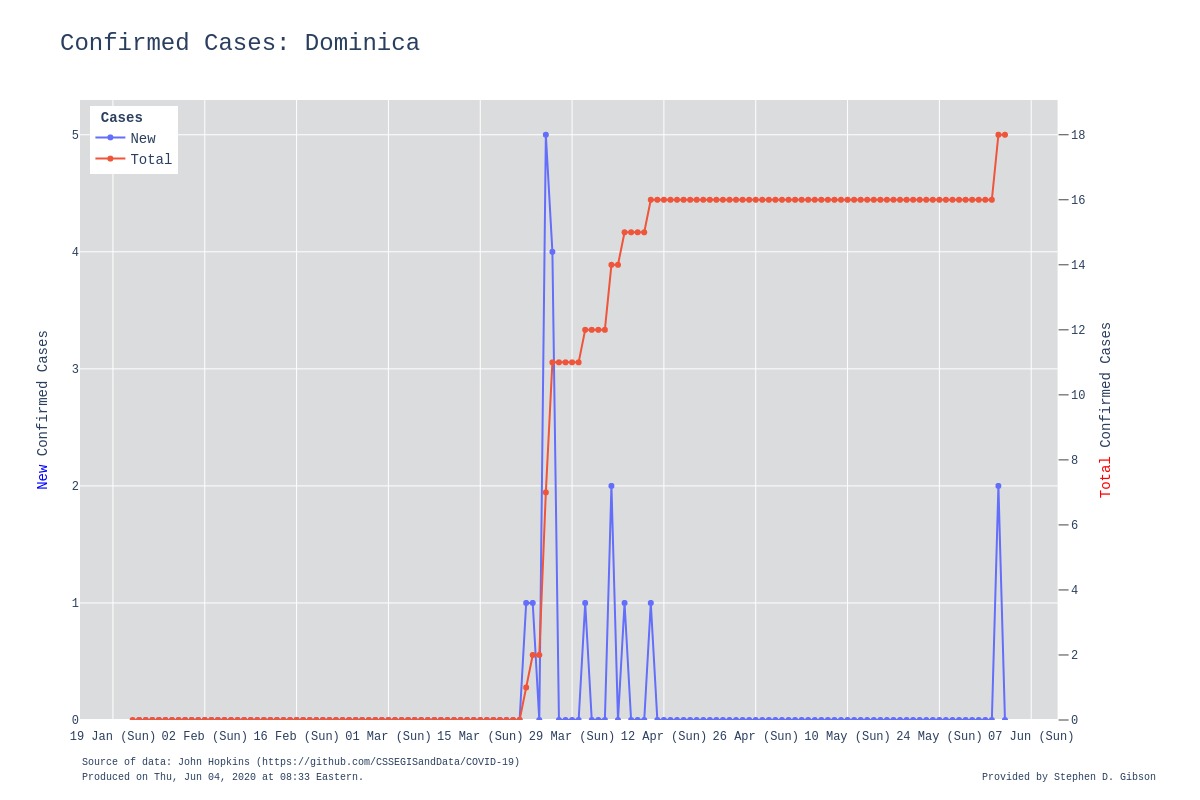 Confirmed Cases: Dominica
Cases
New
Total
5
4
3
2
1
0
New Confirmed Cases
18
16
14
12
10
8
6
4
2
0
Total Confirmed Cases
19 Jan (Sun) 02 Feb (Sun) 16 Feb (Sun) 01 Mar (Sun) 15 Mar (Sun) 29 Mar (Sun) 12 Apr (Sun) 26 Apr (Sun) 10 May (Sun) 24 May (Sun) 07 Jun (Sun)
Source of data: John Hopkins (https://github.com/CSSEGISandData/COVID-19)
Produced on Thu, Jun 04, 2020 at 08:33 Eastern.
Provided by Stephen D. Gibson